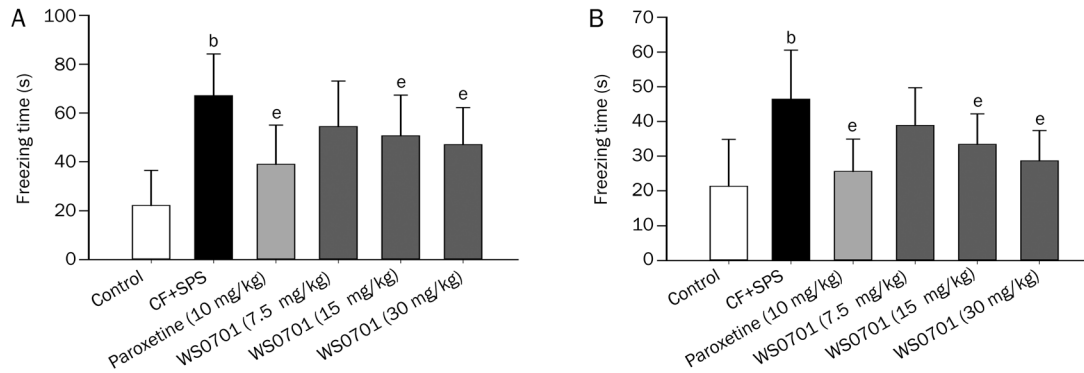 A
Freezing time (s)
100
80
60
40
20
0
b
e
e
e
Control
CF+SPS
Paroxetine (10 mg/kg)
WS0701 (7.5 mg/kg)
WS0701 (15 mg/kg)
WS0701 (30 mg/kg)
B
Freezing time (s)
70
60
50
40
30
20
10
0
b
e
e
e
Control
CF+SPS
Paroxetine (10 mg/kg)
WS0701 (7.5 mg/kg)
WS0701 (15 mg/kg)
WS0701 (30 mg/kg)